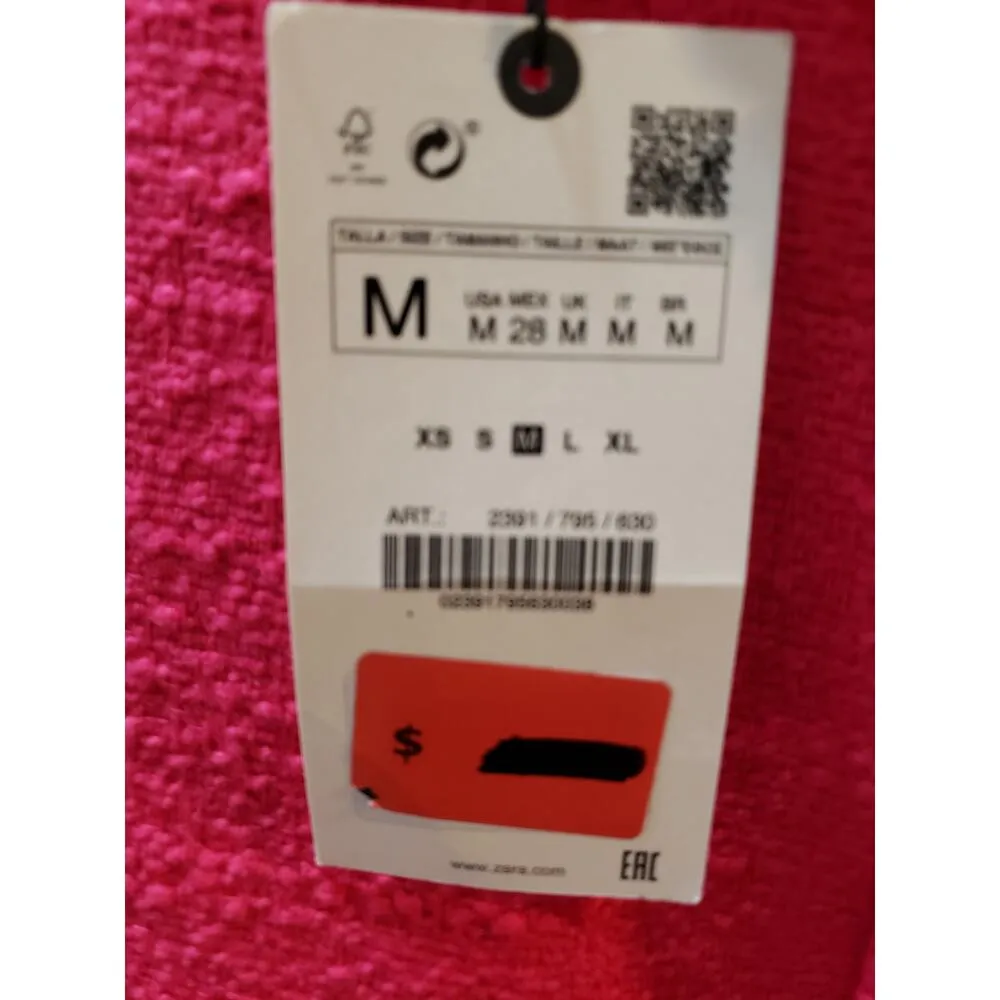 FSC
TALLA / SIZE / TAMANHO / TAILLE / MAAT /
M
USA MEX UK IT BR
M 28 M M M
XS S M L XL
ART.: 2391 / 795 / 630
$
www.zara.com
EAC